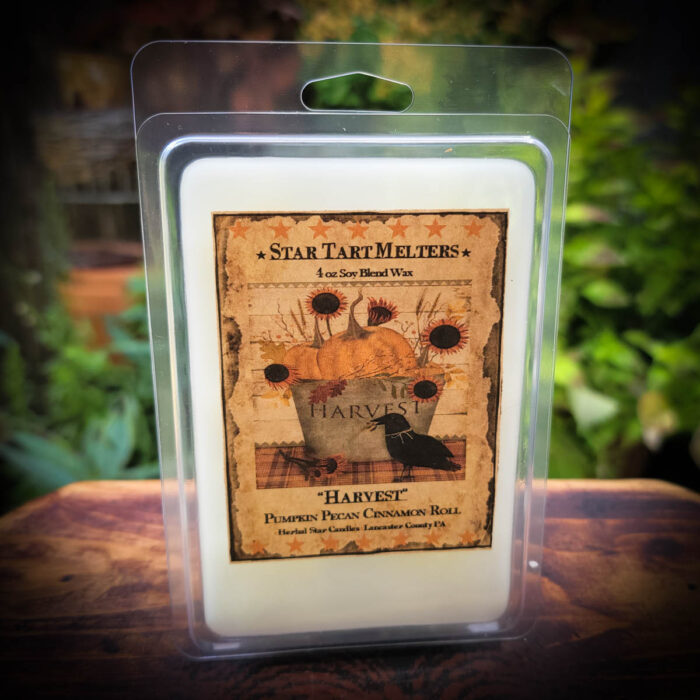 ★STAR TART MELTERS★
4 oz Soy Blend Wax
HARVEST
"HARVEST"
PUMPKIN PECAN CINNAMON ROLL
Herbal Star Candles Lancaster County PA